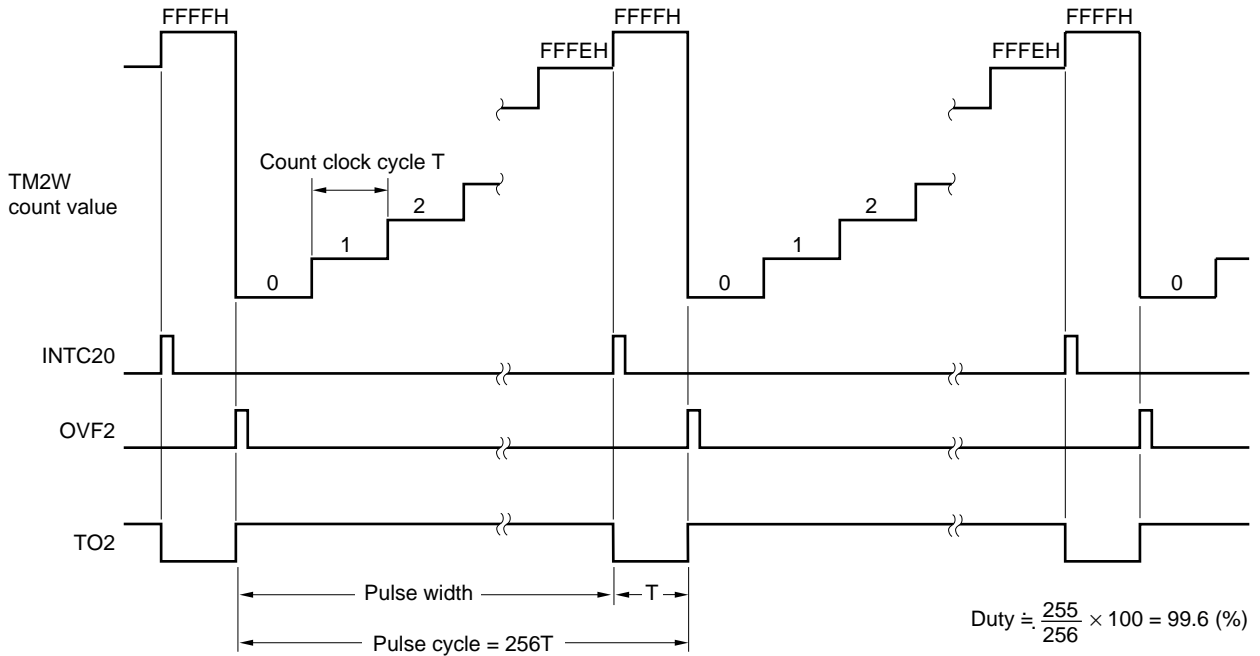 FFFFH FFFFH FFFFH
FFFEH FFFEH
Count clock cycle T
TM2W
count value
2 2
1 1
0 0 0
INTC20
OVF2
TO2
Pulse width T
Pulse cycle = 256T
Duty ≒ 255/256 × 100 = 99.6 (%)